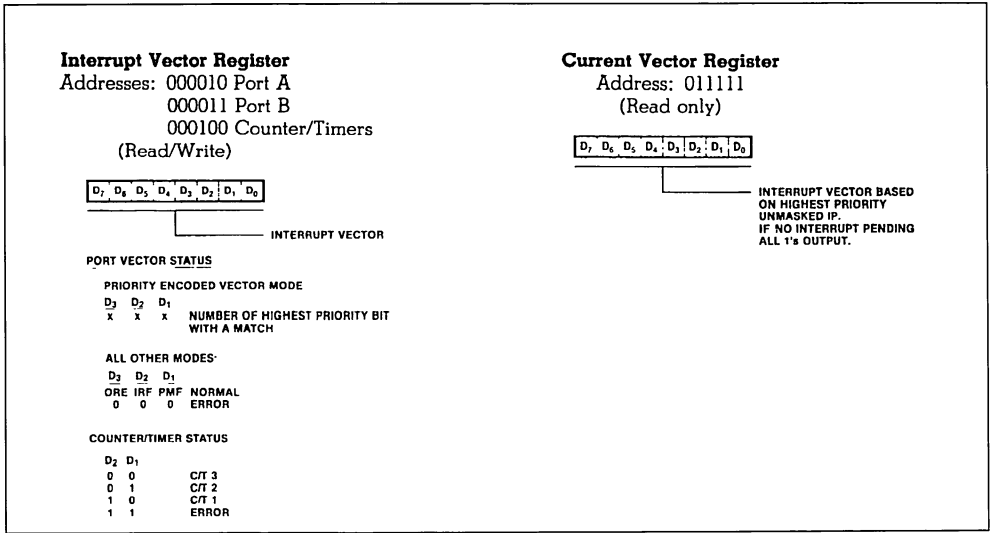 Interrupt Vector Register
Addresses: 000010 Port A
000011 Port B
000100 Counter/Timers
(Read/Write)
D7 D6 D5 D4 D3 D2 D1 D0
INTERRUPT VECTOR
PORT VECTOR STATUS
PRIORITY ENCODED VECTOR MODE
D3 D2 D1
x x x NUMBER OF HIGHEST PRIORITY BIT
WITH A MATCH
ALL OTHER MODES
D3 D2 D1
ORE IRF PMF NORMAL
0 0 0 ERROR
COUNTER/TIMER STATUS
D2 D1
0 0 C/T 3
0 1 C/T 2
1 0 C/T 1
1 1 ERROR
Current Vector Register
Address: 011111
(Read only)
D7 D6 D5 D4 D3 D2 D1 D0
INTERRUPT VECTOR BASED
ON HIGHEST PRIORITY
UNMASKED IP.
IF NO INTERRUPT PENDING
ALL 1's OUTPUT.